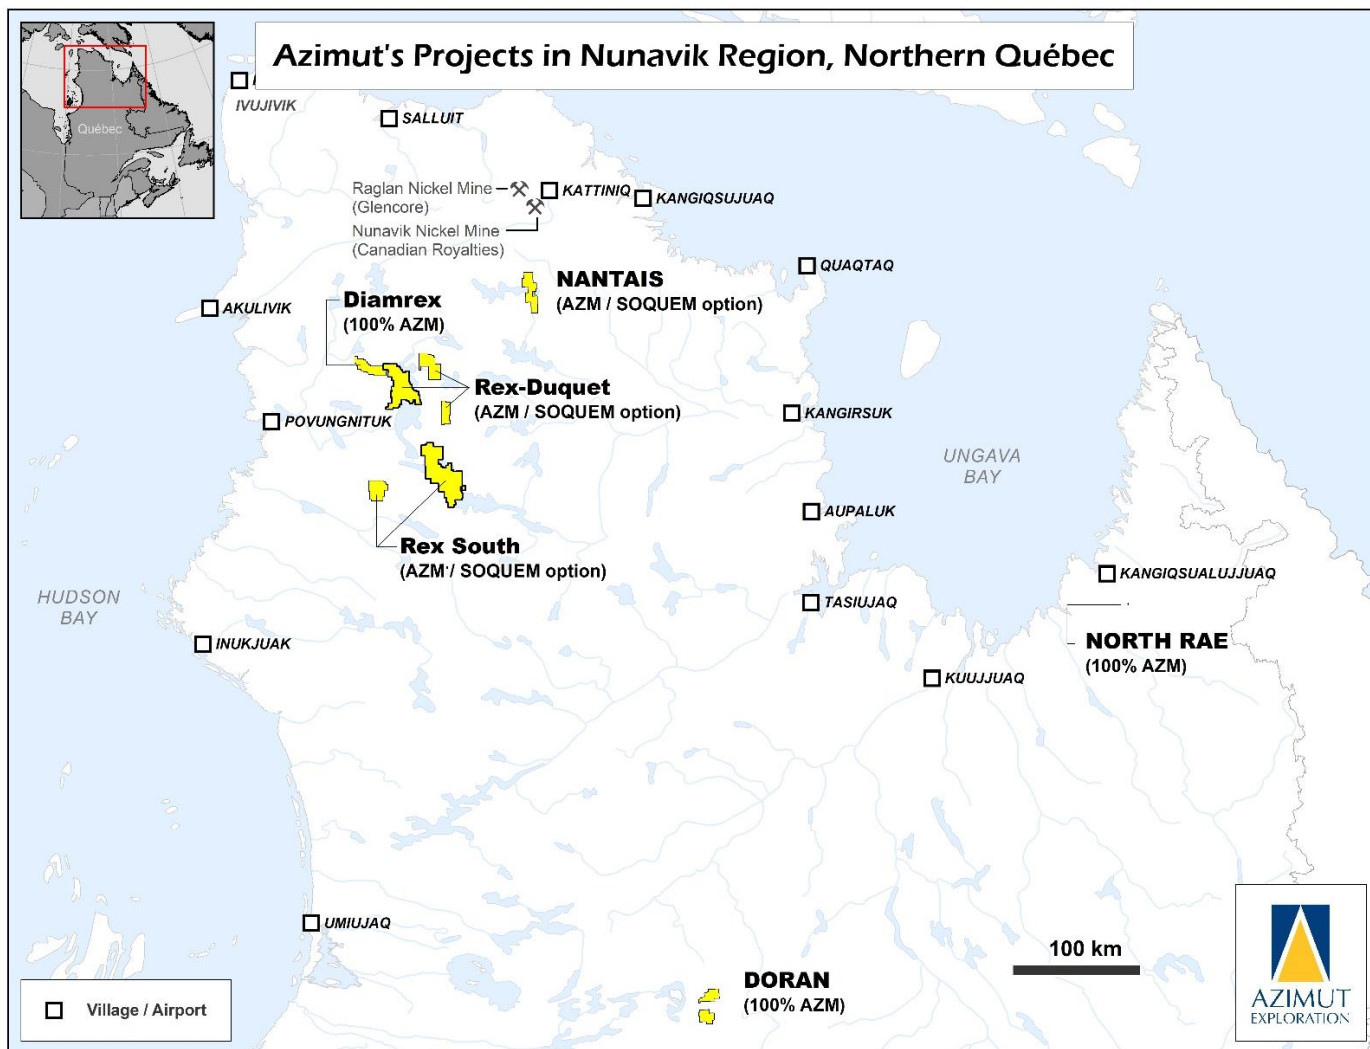 Azimut's Projects in Nunavik Region, Northern Québec
Québec
IVUJIVIK
SALLUIT
Raglan Nickel Mine
(Glencore)
KATTINIQ
KANGIQSUJUAQ
Nunavik Nickel Mine
(Canadian Royalties)
QUAQTAQ
NANTAIS
(AZM / SOQUEM option)
AKULIVIK
Diamrex
(100% AZM)
Rex-Duquet
(AZM / SOQUEM option)
POVUNGNITUK
KANGIRSUK
UNGAVA
BAY
AUPALUK
Rex South
(AZM / SOQUEM option)
KANGIQSUALUJJUAQ
HUDSON
BAY
TASIUJAQ
INUKJUAK
NORTH RAE
(100% AZM)
KUUJJUAQ
UMIUJAQ
100 km
DORAN
(100% AZM)
Village / Airport
AZIMUT
EXPLORATION